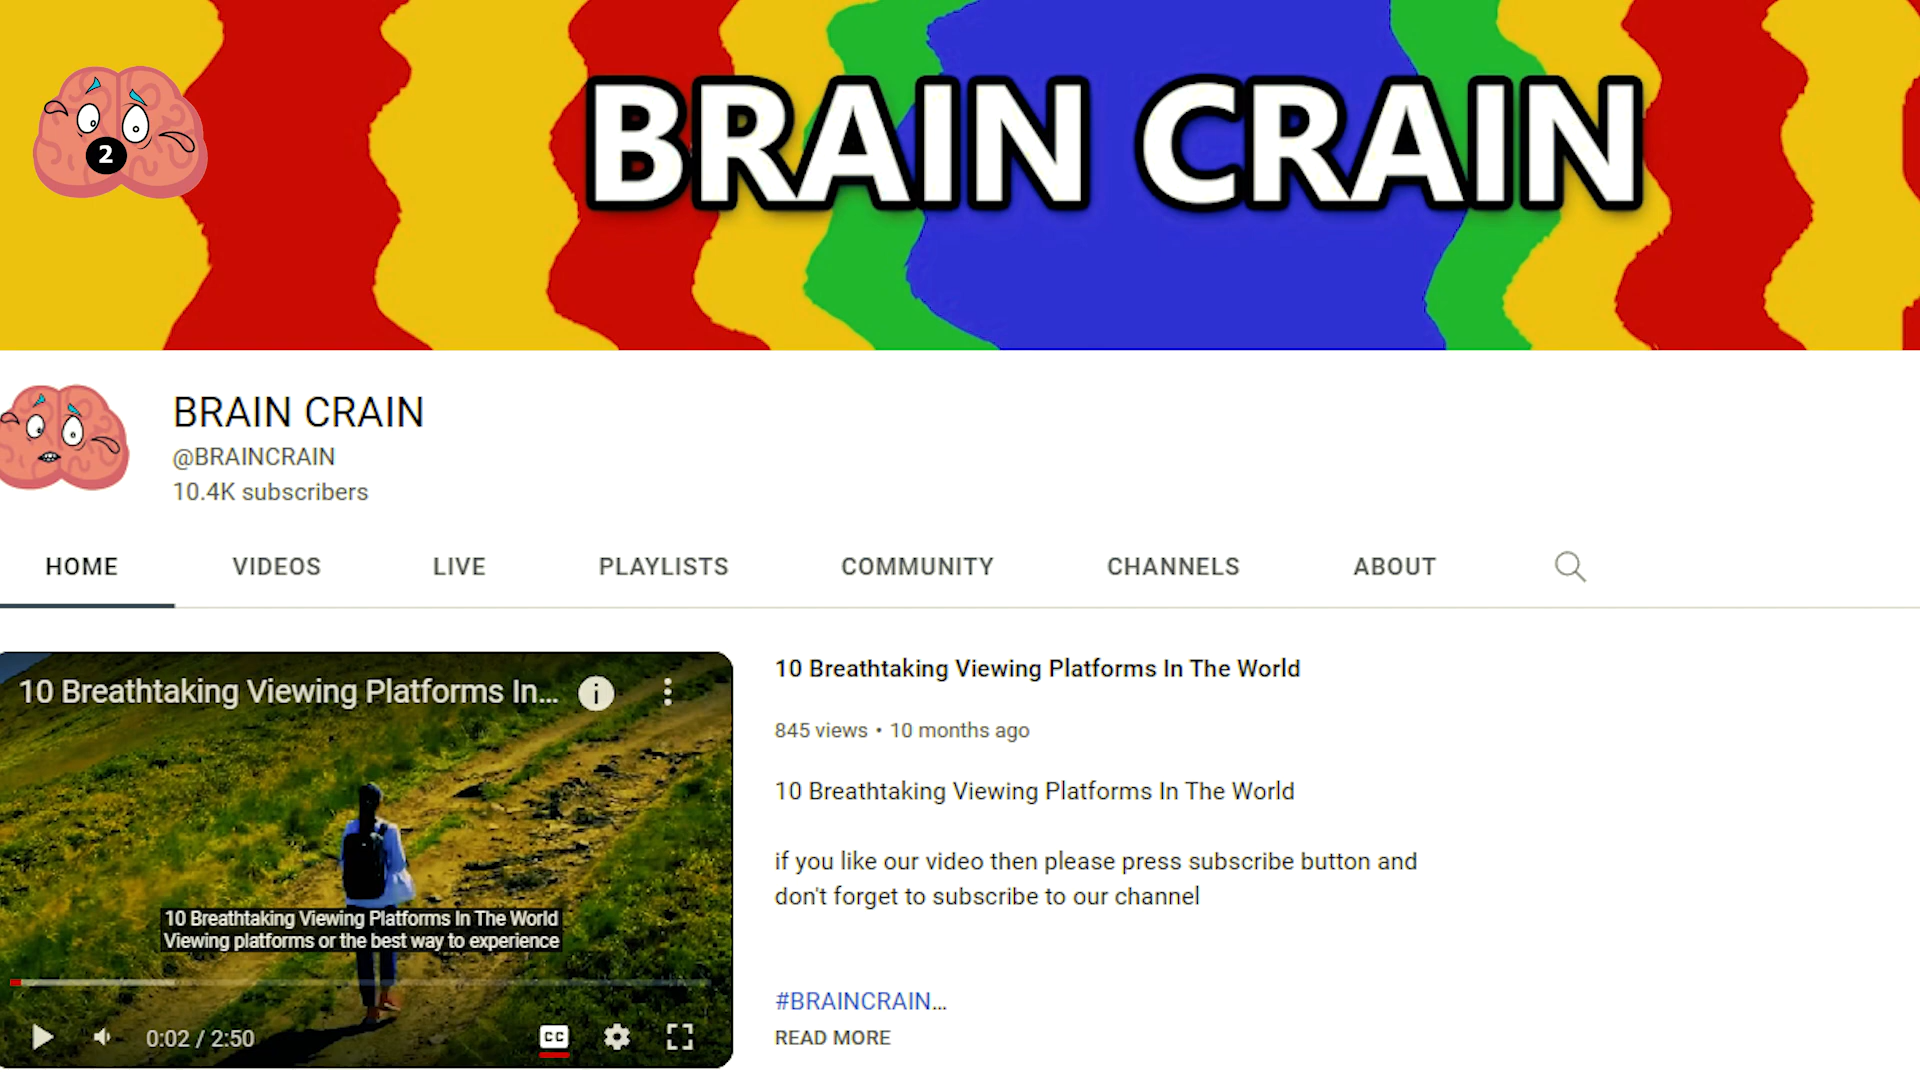 BRAIN CRAIN
2
BRAIN CRAIN
@BRAINCRAIN
10.4K subscribers
HOME VIDEOS LIVE PLAYLISTS COMMUNITY CHANNELS ABOUT
10 Breathtaking Viewing Platforms In...
i
10 Breathtaking Viewing Platforms In The World
Viewing platforms or the best way to experience
0:02 / 2:50
CC
10 Breathtaking Viewing Platforms In The World
845 views • 10 months ago
10 Breathtaking Viewing Platforms In The World
if you like our video then please press subscribe button and
don't forget to subscribe to our channel
#BRAINCRAIN...
READ MORE